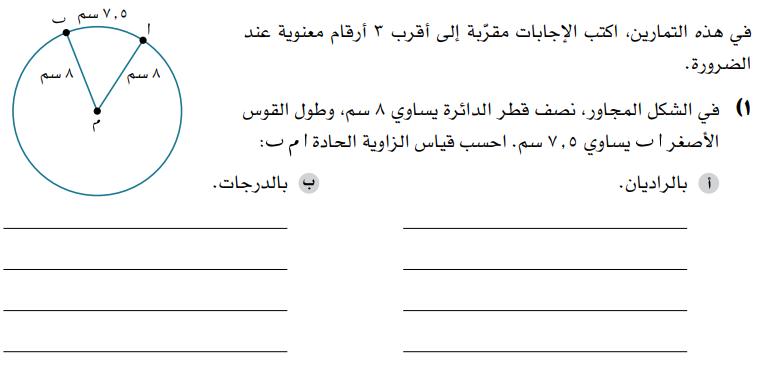 في هذه التمارين، اكتب الإجابات مقرّبة إلى أقرب ٣ أرقام معنوية عند
الضرورة.
١) في الشكل المجاور، نصف قطر الدائرة يساوي ٨ سم، وطول القوس
الأصغر ا ب يساوي ٧,٥ سم. احسب قياس الزاوية الحادة ا م ب:
أ بالراديان.
ب بالدرجات.
٧,٥ سم
ا
ب
٨ سم
٨ سم
م